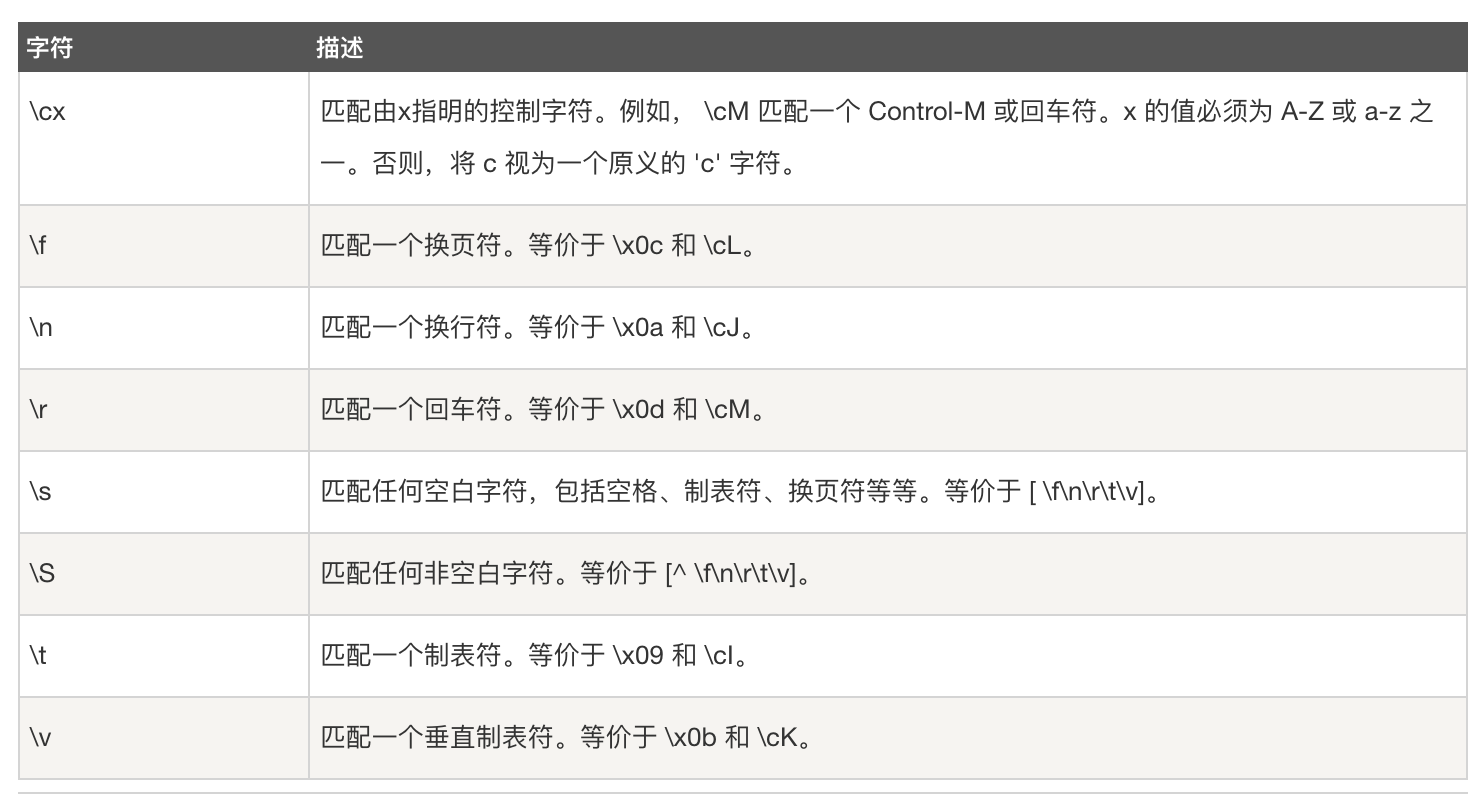 字符 描述
\cx 匹配由x指明的控制字符。例如， \cM 匹配一个 Control-M 或回车符。x 的值必须为 A-Z 或 a-z 之
一。否则，将 c 视为一个原义的 'c' 字符。
\f 匹配一个换页符。等价于 \x0c 和 \cL。
\n 匹配一个换行符。等价于 \x0a 和 \cJ。
\r 匹配一个回车符。等价于 \x0d 和 \cM。
\s 匹配任何空白字符，包括空格、制表符、换页符等等。等价于 [ \f\n\r\t\v]。
\S 匹配任何非空白字符。等价于 [^ \f\n\r\t\v]。
\t 匹配一个制表符。等价于 \x09 和 \cI。
\v 匹配一个垂直制表符。等价于 \x0b 和 \cK。